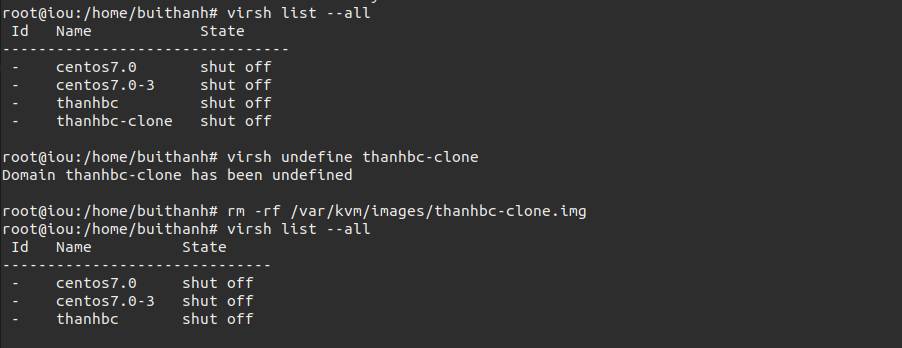 root@iou:/home/buithanh# virsh list --all
 Id   Name            State
--------------------------------
 -    centos7.0       shut off
 -    centos7.0-3     shut off
 -    thanhbc         shut off
 -    thanhbc-clone   shut off
root@iou:/home/buithanh# virsh undefine thanhbc-clone
Domain thanhbc-clone has been undefined
root@iou:/home/buithanh# rm -rf /var/kvm/images/thanhbc-clone.img
root@iou:/home/buithanh# virsh list --all
 Id   Name          State
------------------------------
 -    centos7.0     shut off
 -    centos7.0-3   shut off
 -    thanhbc       shut off